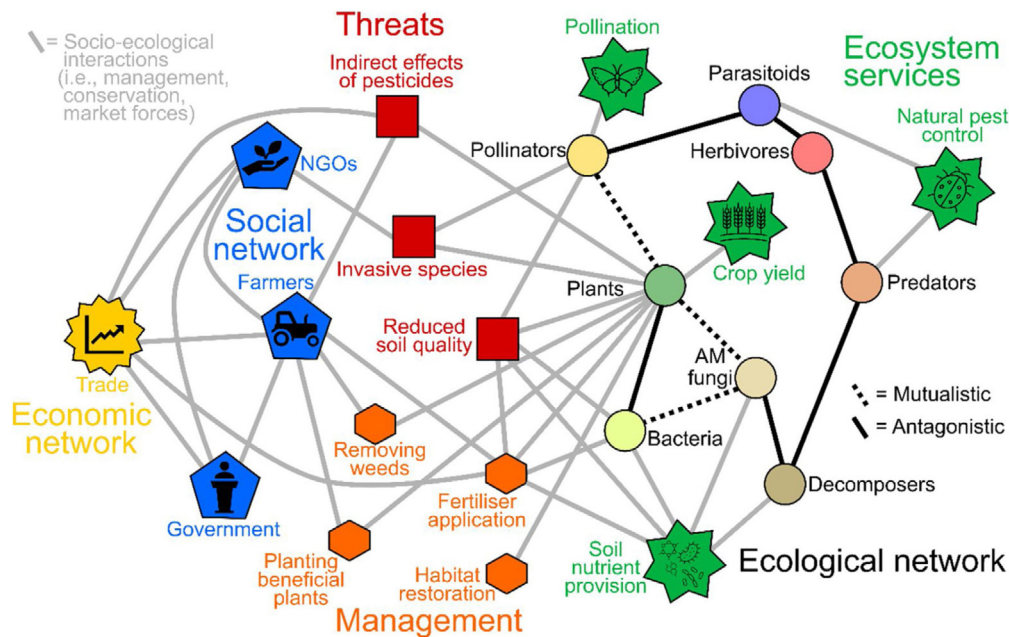 Threats
Pollination
= Socio-ecological
interactions
(i.e., management,
conservation,
market forces)
Indirect effects
of pesticides
Parasitoids
Ecosystem
services
Natural pest
control
NGOs
Pollinators
Herbivores
Social
network
Farmers
Invasive species
Crop yield
Plants
Predators
Reduced
soil quality
AM
fungi
Trade
Economic
network
= Mutualistic
= Antagonistic
Removing
weeds
Bacteria
Decomposers
Fertiliser
application
Government
Planting
beneficial
plants
Habitat
restoration
Soil
nutrient
provision
Ecological network
Management